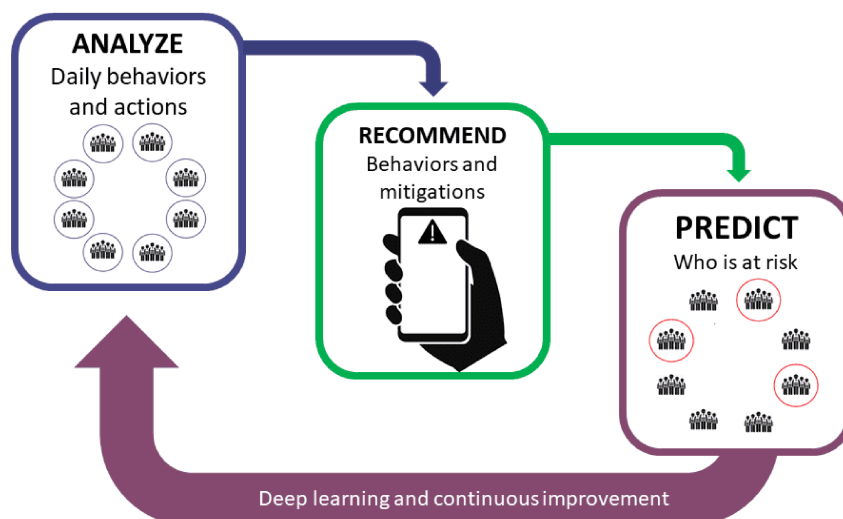 ANALYZE
Daily behaviors
and actions
RECOMMEND
Behaviors and
mitigations
PREDICT
Who is at risk
Deep learning and continuous improvement